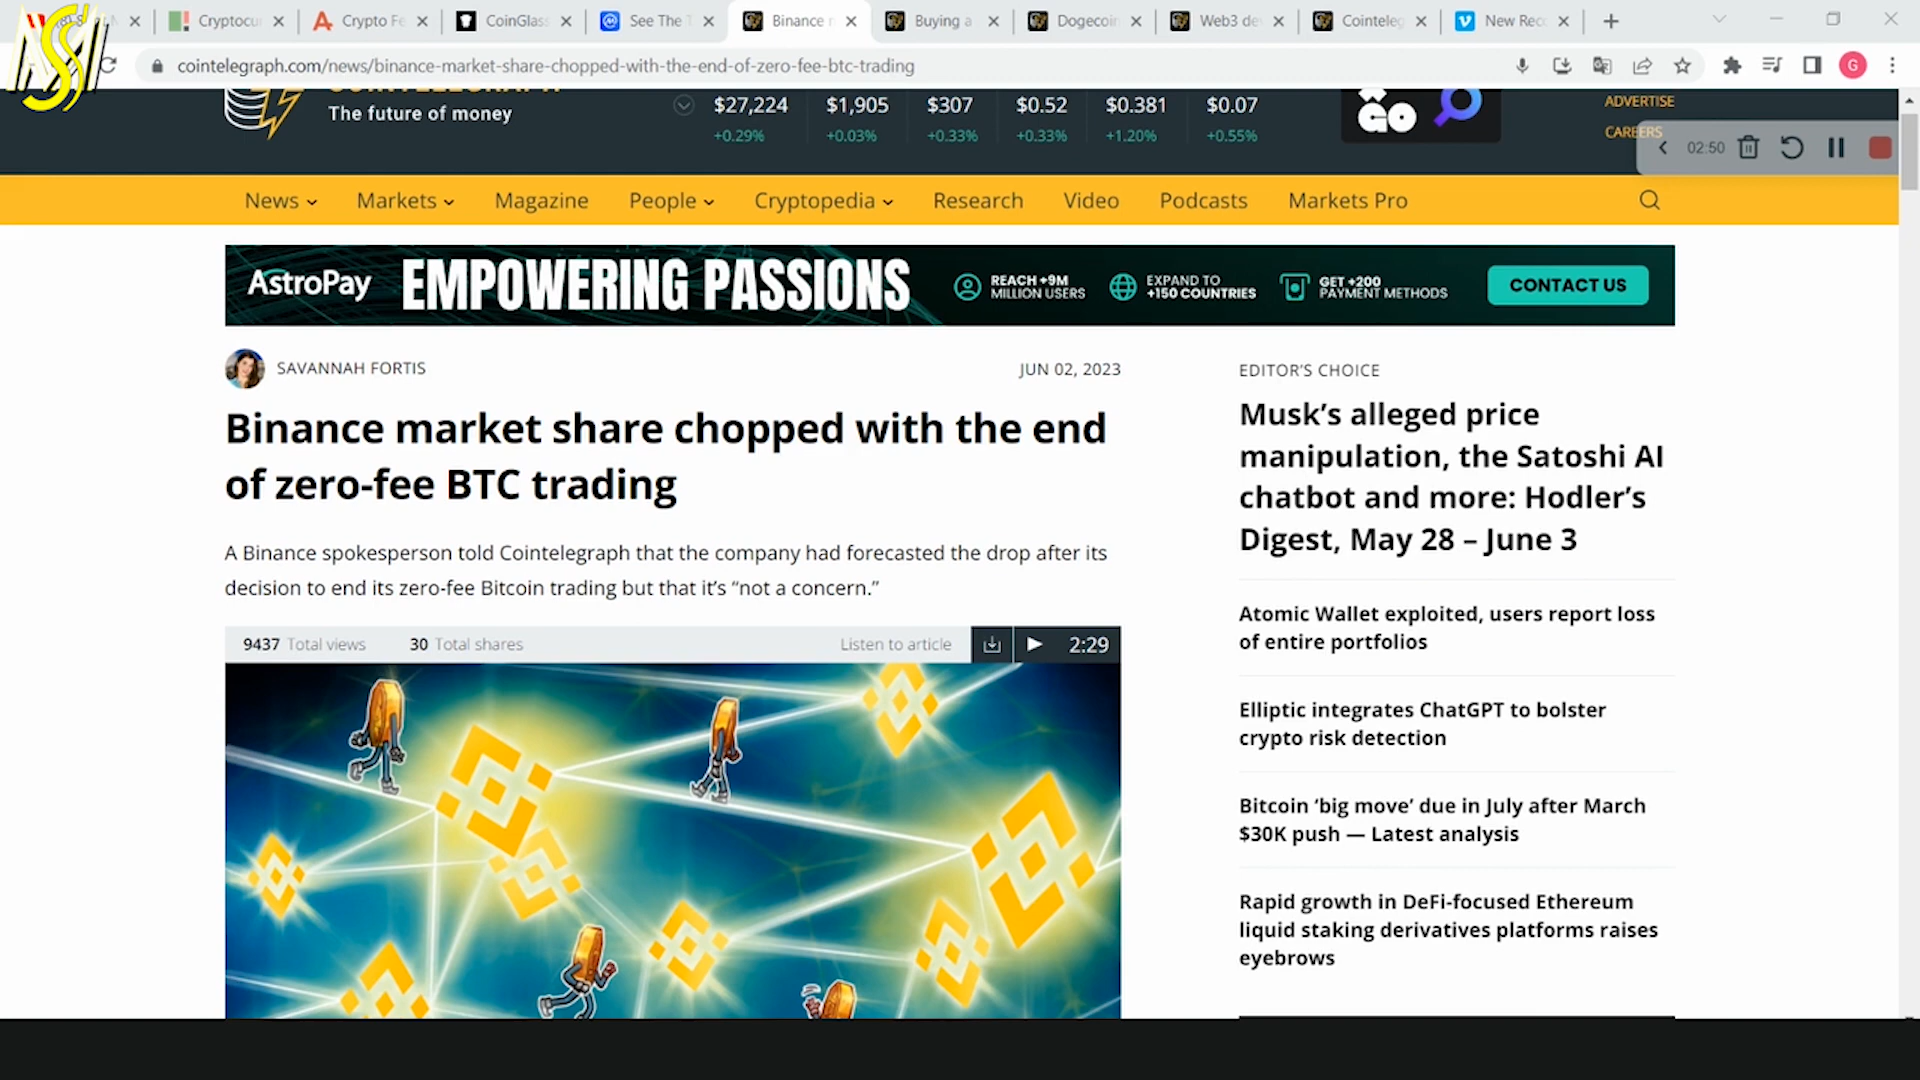 Cryptocu
Crypto Fe
CoinGlas
See The T
Binance n
Buying a
Dogecoin
Web3 de
Cointeleg
New Rec
cointelegraph.com/news/binance-market-share-chopped-with-the-end-of-zero-fee-btc-trading
G
The future of money
$27,224 $1,905 $307 $0.52 $0.381 $0.07
+0.29% +0.03% +0.33% +0.33% +1.20% +0.55%
GO
ADVERTISE
CAREERS
02:50
News Markets Magazine People Cryptopedia Research Video Podcasts Markets Pro
AstroPay EMPOWERING PASSIONS
REACH +9M
MILLION USERS
EXPAND TO
+150 COUNTRIES
GET +200
PAYMENT METHODS
CONTACT US
SAVANNAH FORTIS
JUN 02, 2023
Binance market share chopped with the end
of zero-fee BTC trading
A Binance spokesperson told Cointelegraph that the company had forecasted the drop after its
decision to end its zero-fee Bitcoin trading but that it’s “not a concern.”
9437 Total views 30 Total shares Listen to article 2:29
EDITOR’S CHOICE
Musk’s alleged price
manipulation, the Satoshi AI
chatbot and more: Hodler’s
Digest, May 28 – June 3
Atomic Wallet exploited, users report loss
of entire portfolios
Elliptic integrates ChatGPT to bolster
crypto risk detection
Bitcoin ‘big move’ due in July after March
$30K push — Latest analysis
Rapid growth in DeFi-focused Ethereum
liquid staking derivatives platforms raises
eyebrows